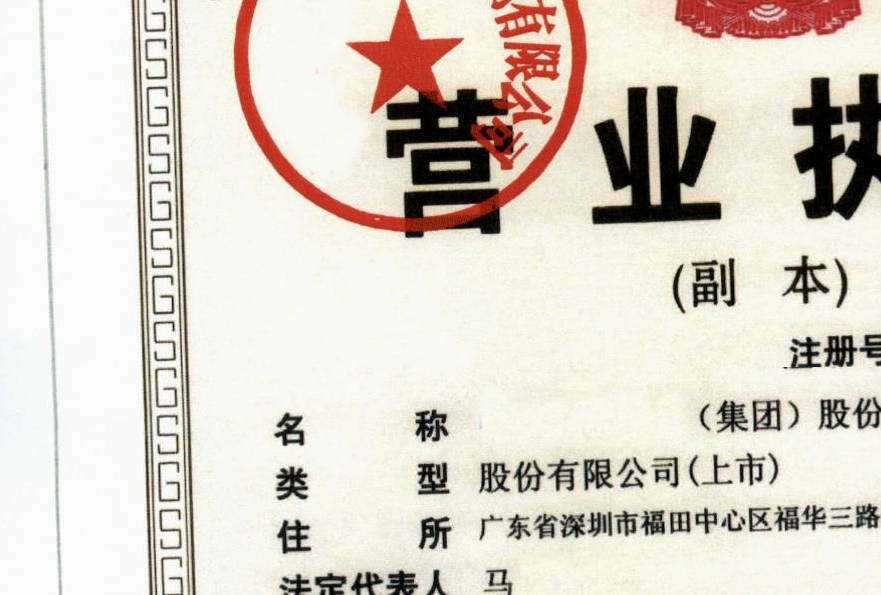 有限公司
营业执
(副本)
注册号
名称 （集团）股份
类型 股份有限公司(上市)
住所 广东省深圳市福田中心区福华三路
法定代表人 马